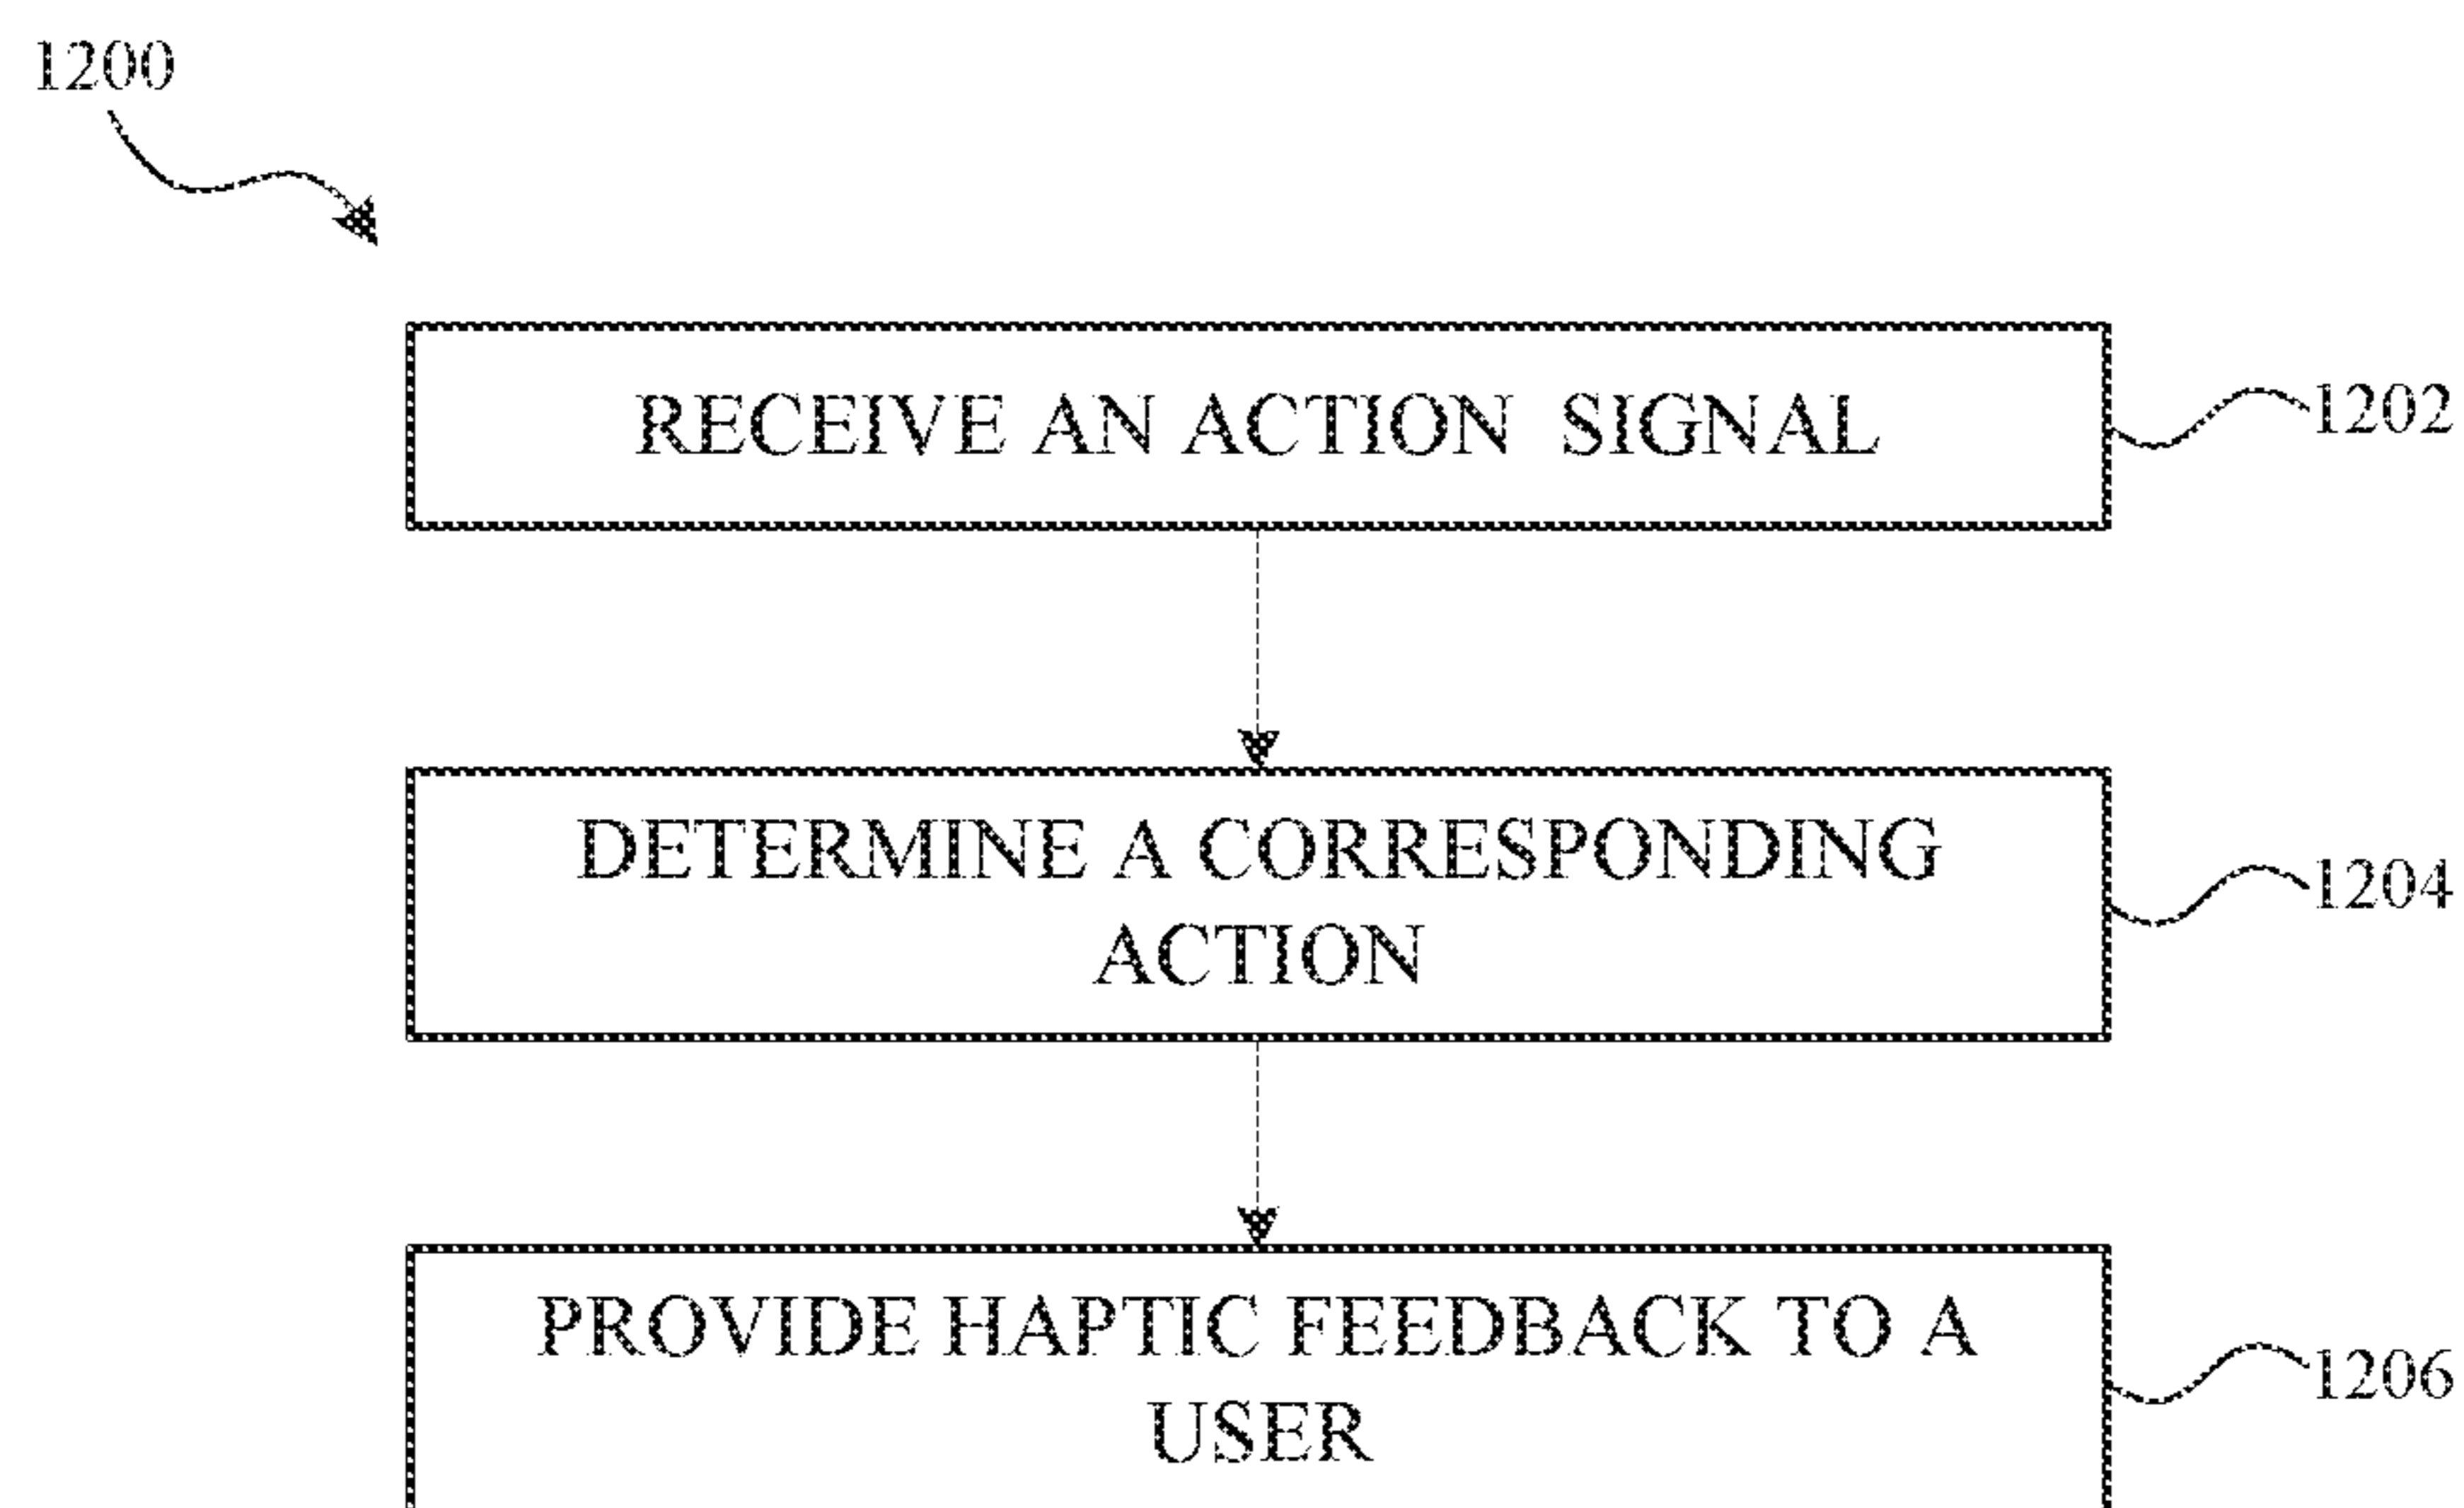 1200
RECEIVE AN ACTION SIGNAL
1202
DETERMINE A CORRESPONDING
ACTION
1204
PROVIDE HAPTIC FEEDBACK TO A
USER
1206